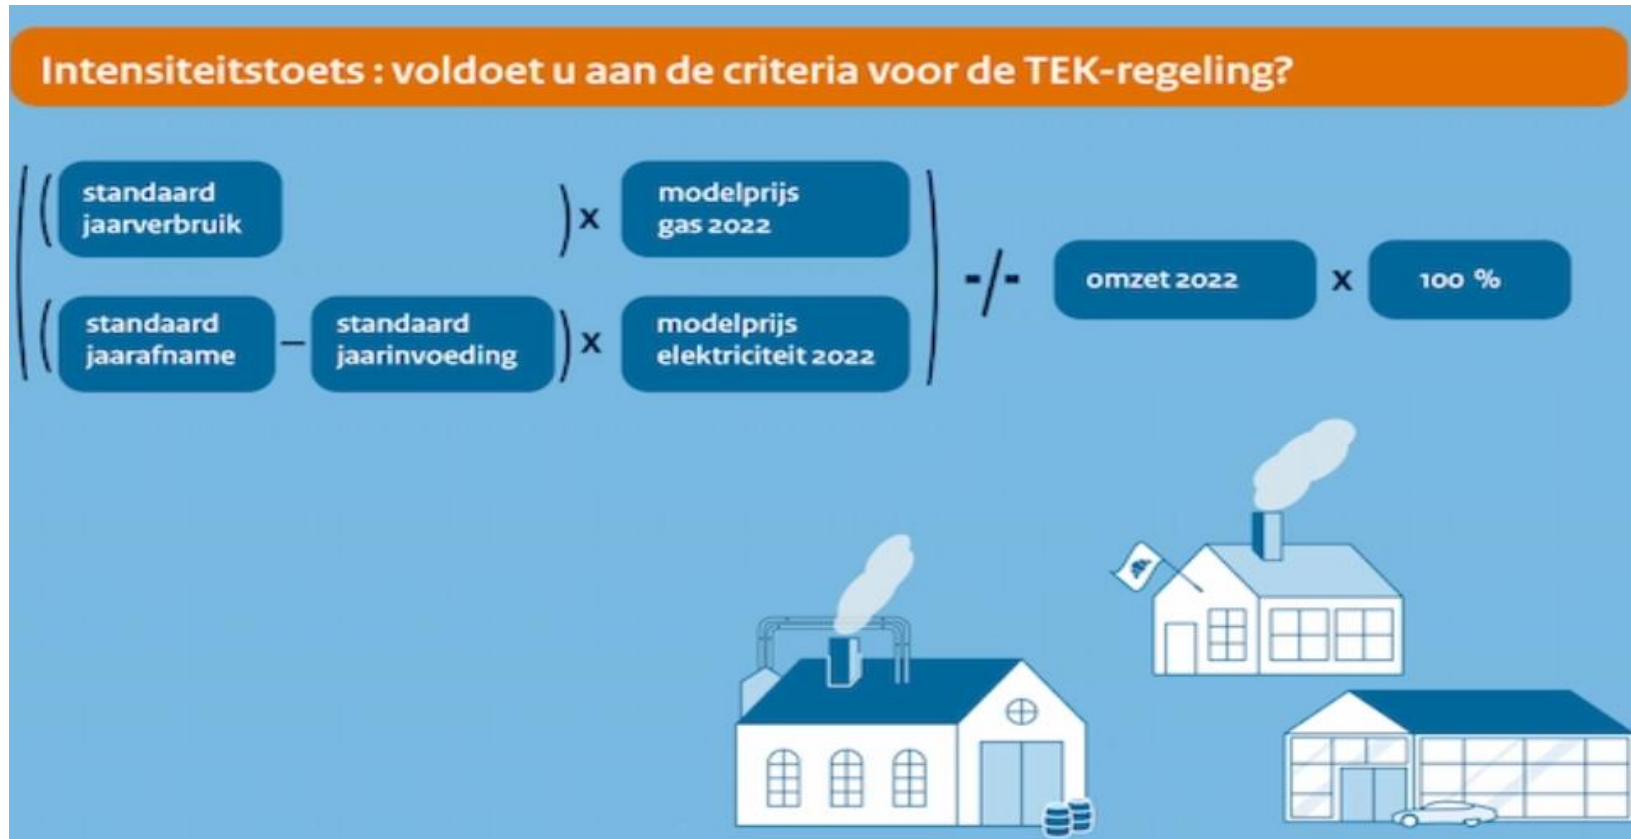 Intensiteitstoets : voldoet u aan de criteria voor de TEK-regeling?
( ( standaard
jaarverbruik ) x modelprijs
gas 2022
( standaard
jaarafname – standaard
jaarinvoeding ) x modelprijs
elektriciteit 2022 )
-/- omzet 2022 x 100 %